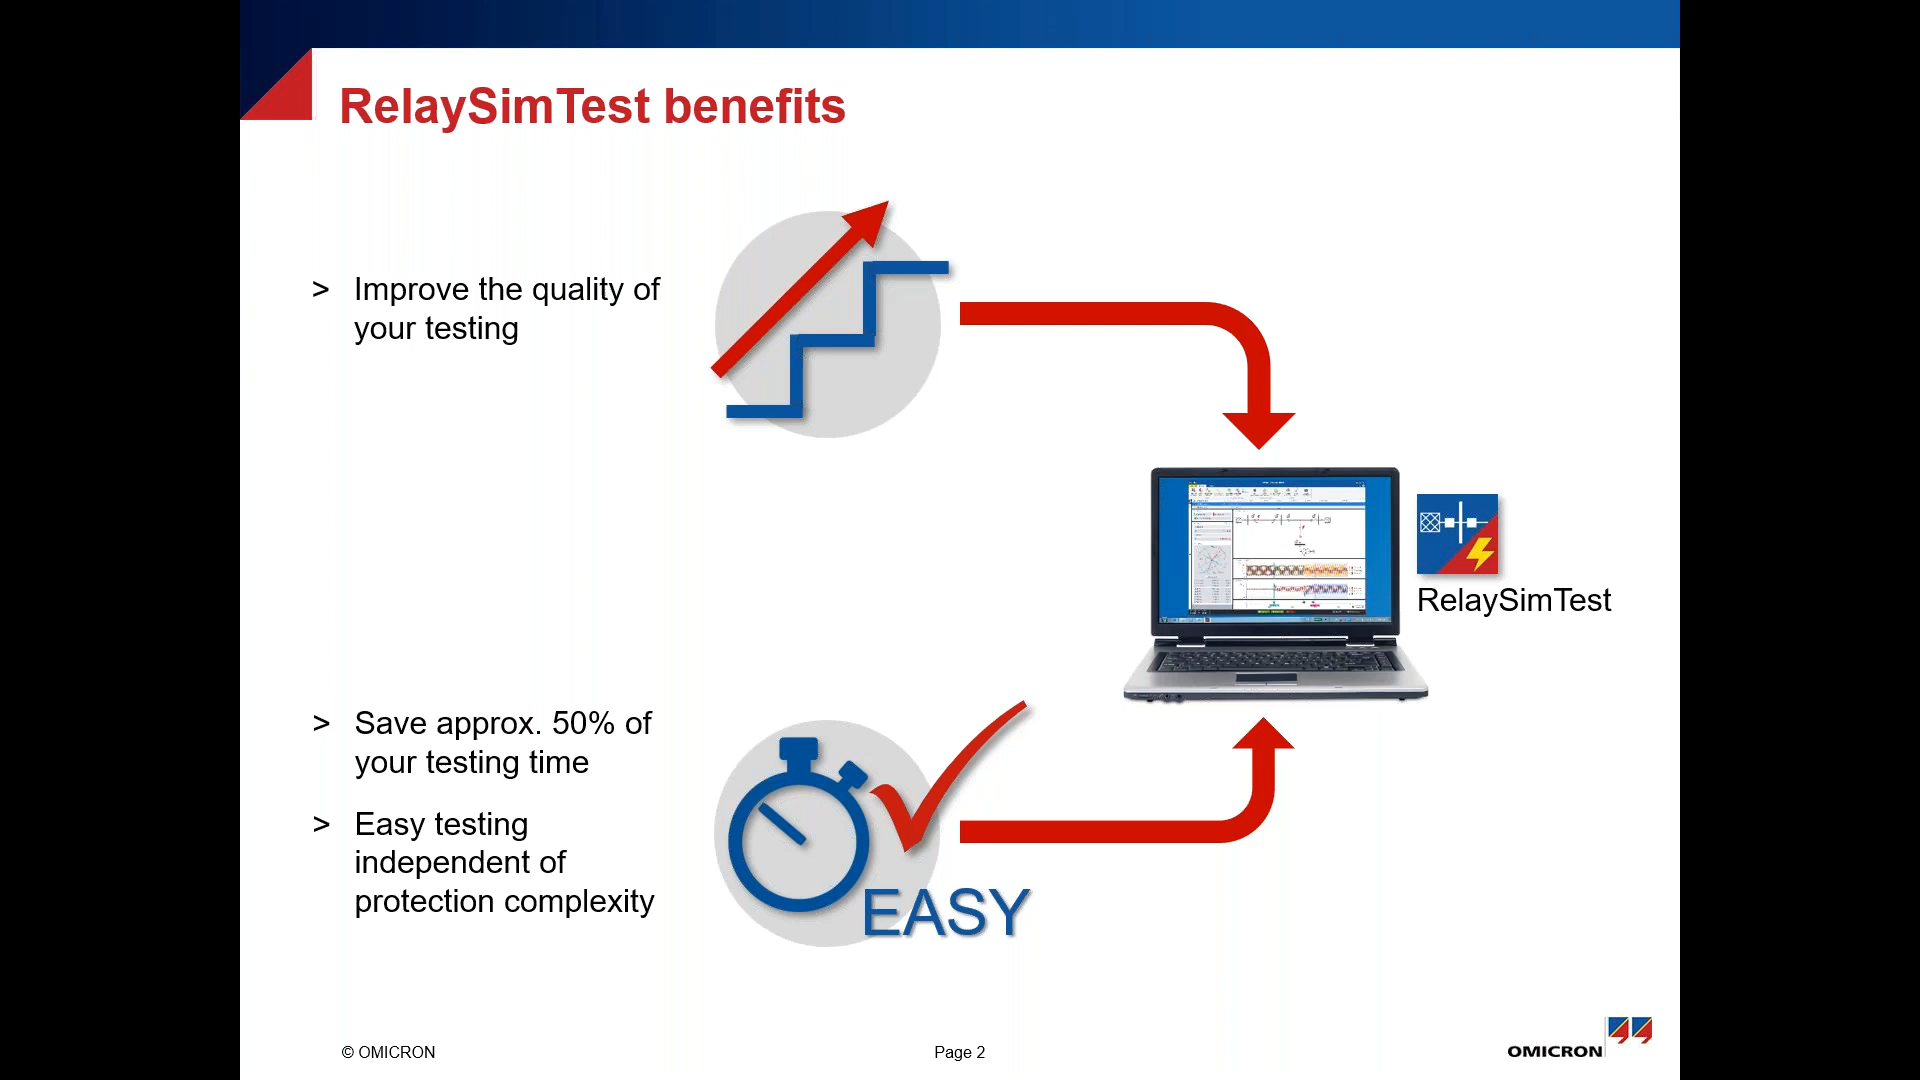 RelaySimTest benefits
> Improve the quality of
your testing
RelaySimTest
> Save approx. 50% of
your testing time
> Easy testing
independent of
protection complexity
EASY
© OMICRON
Page 2
OMICRON